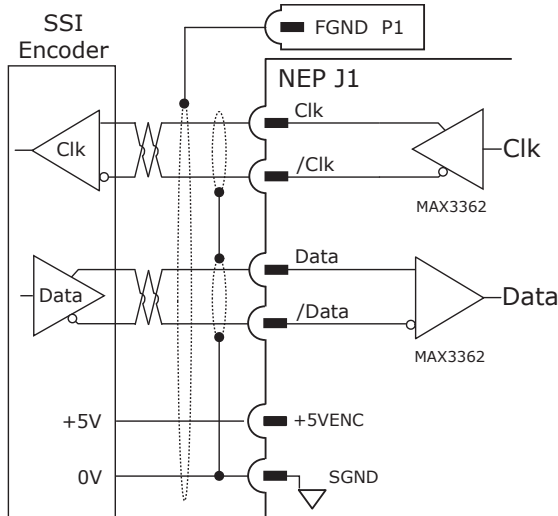 SSI
Encoder
FGND P1
NEP J1
Clk
Clk
/Clk
Clk
MAX3362
Data
Data
/Data
Data
MAX3362
+5V
+5VENC
0V
SGND